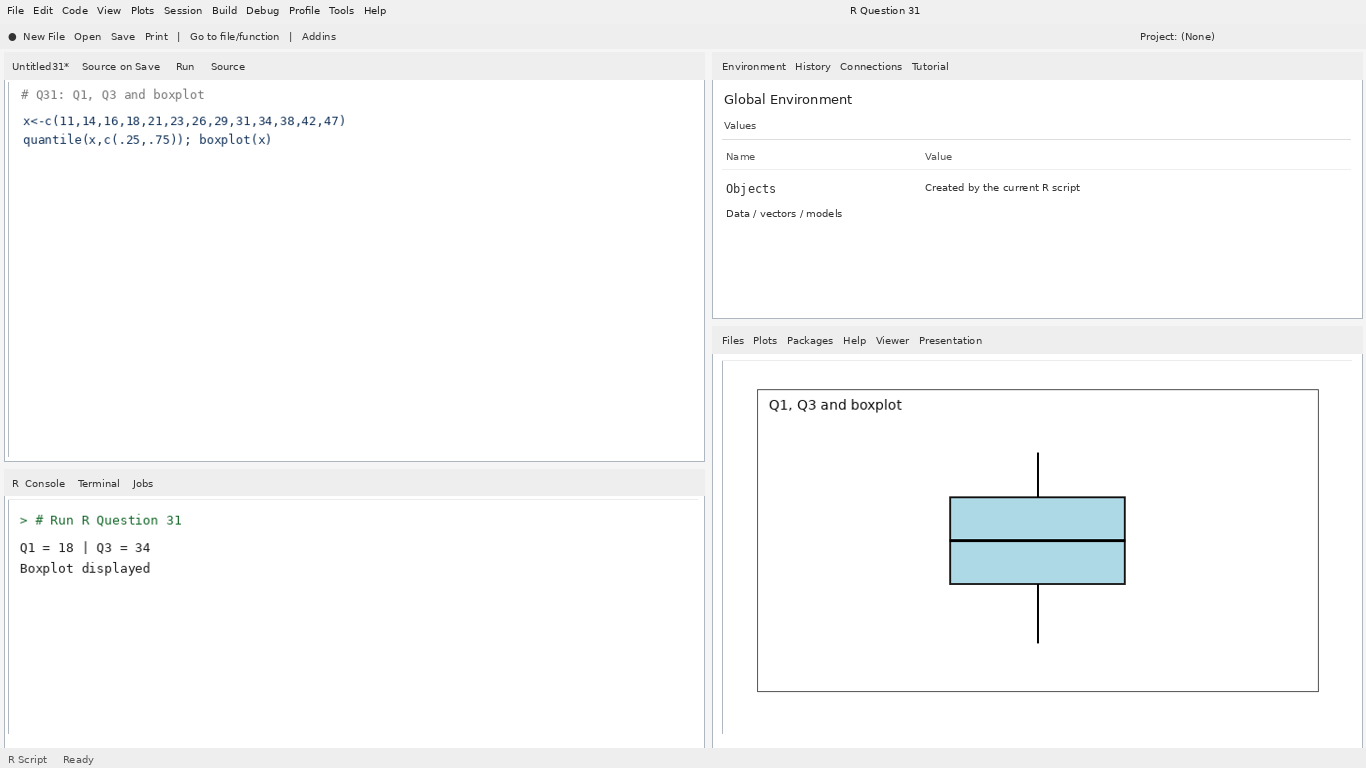 File Edit Code View Plots Session Build Debug Profile Tools Help R Question 31
● New File Open Save Print | Go to file/function | Addins Project: (None)
Untitled31* Source on Save Run Source
# Q31: Q1, Q3 and boxplot
x<-c(11,14,16,18,21,23,26,29,31,34,38,42,47)
quantile(x,c(.25,.75)); boxplot(x)
R Console Terminal Jobs
> # Run R Question 31
Q1 = 18 | Q3 = 34
Boxplot displayed
Environment History Connections Tutorial
Global Environment
Values
Name Value
Objects Created by the current R script
Data / vectors / models
Files Plots Packages Help Viewer Presentation
Q1, Q3 and boxplot
R Script Ready